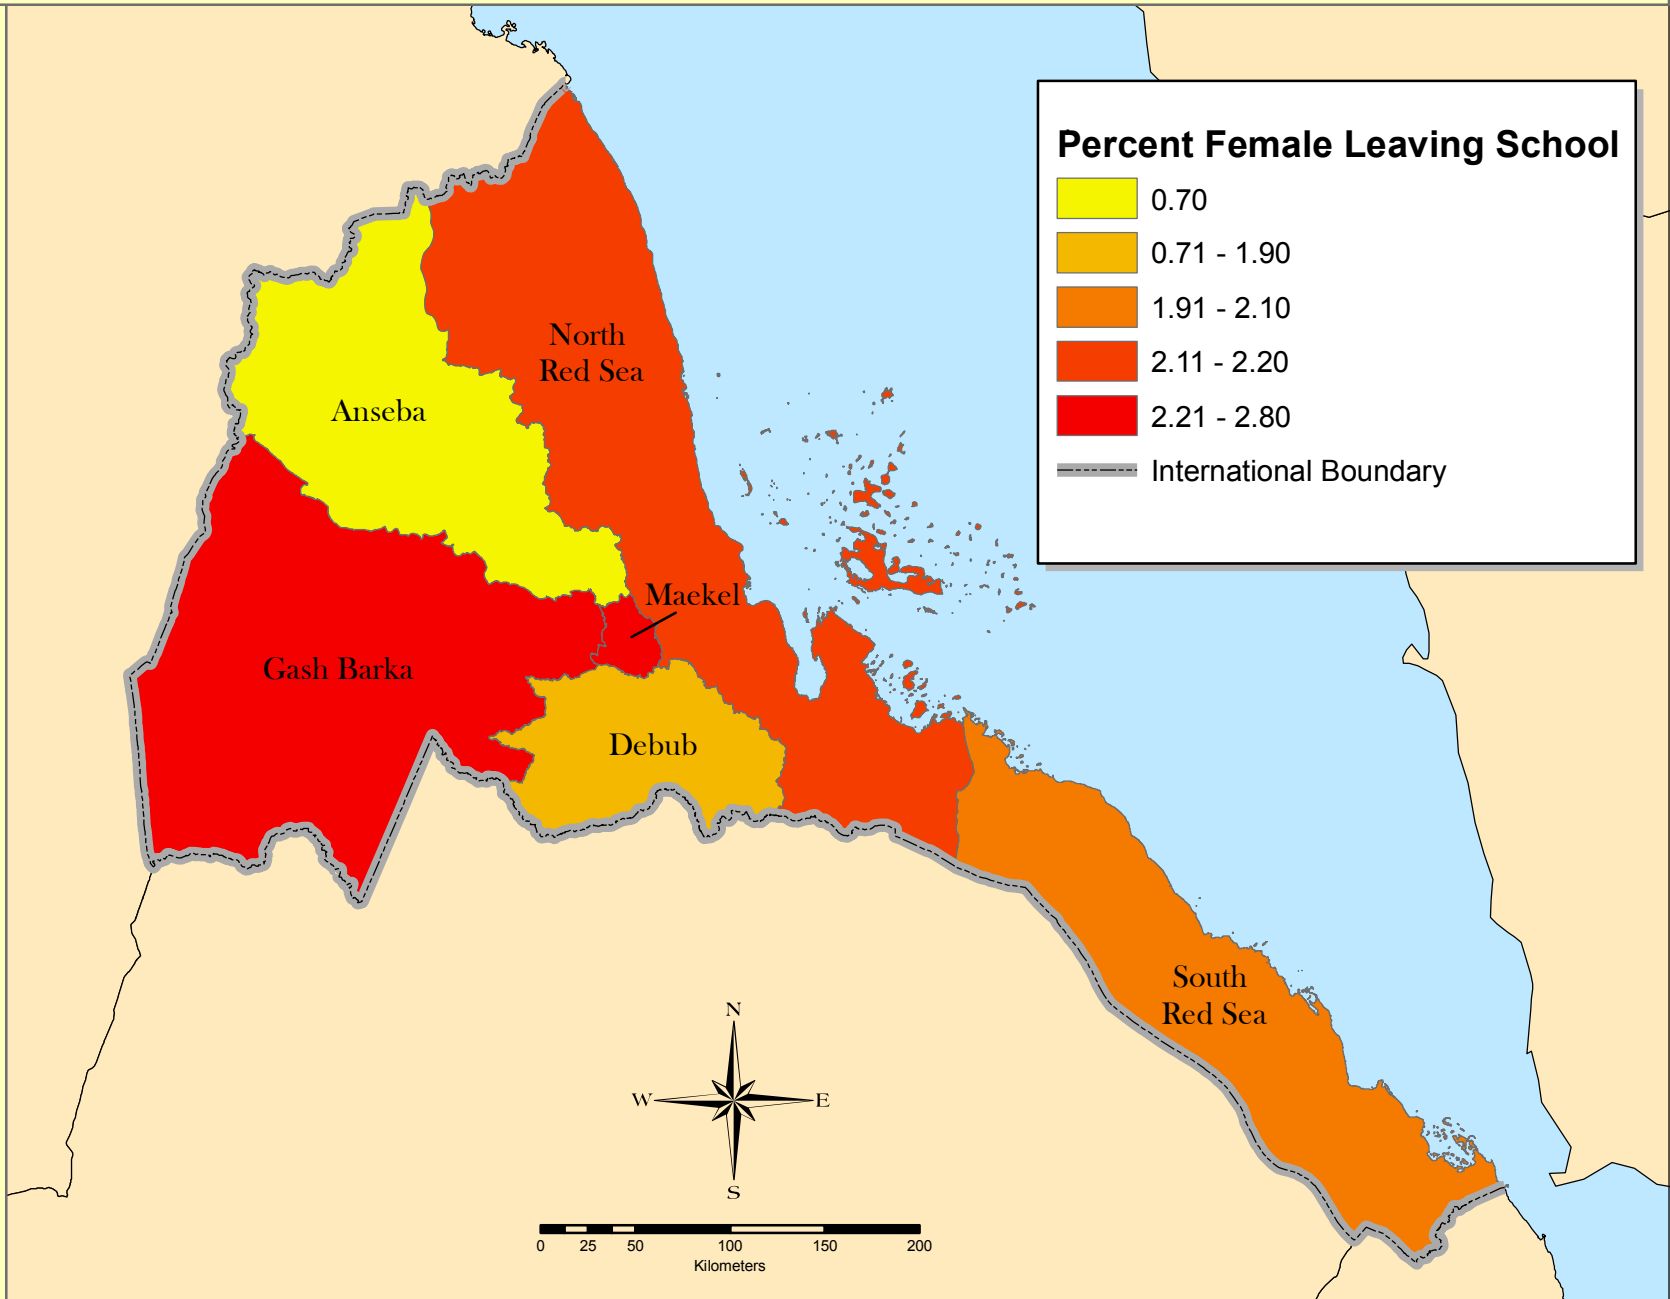 Percent Female Leaving School
0.70
0.71 - 1.90
1.91 - 2.10
2.11 - 2.20
2.21 - 2.80
International Boundary
North
Red Sea
Anseba
Maekel
Gash Barka
Debub
South
Red Sea
N
W
E
S
0 25 50 100 150 200
Kilometers